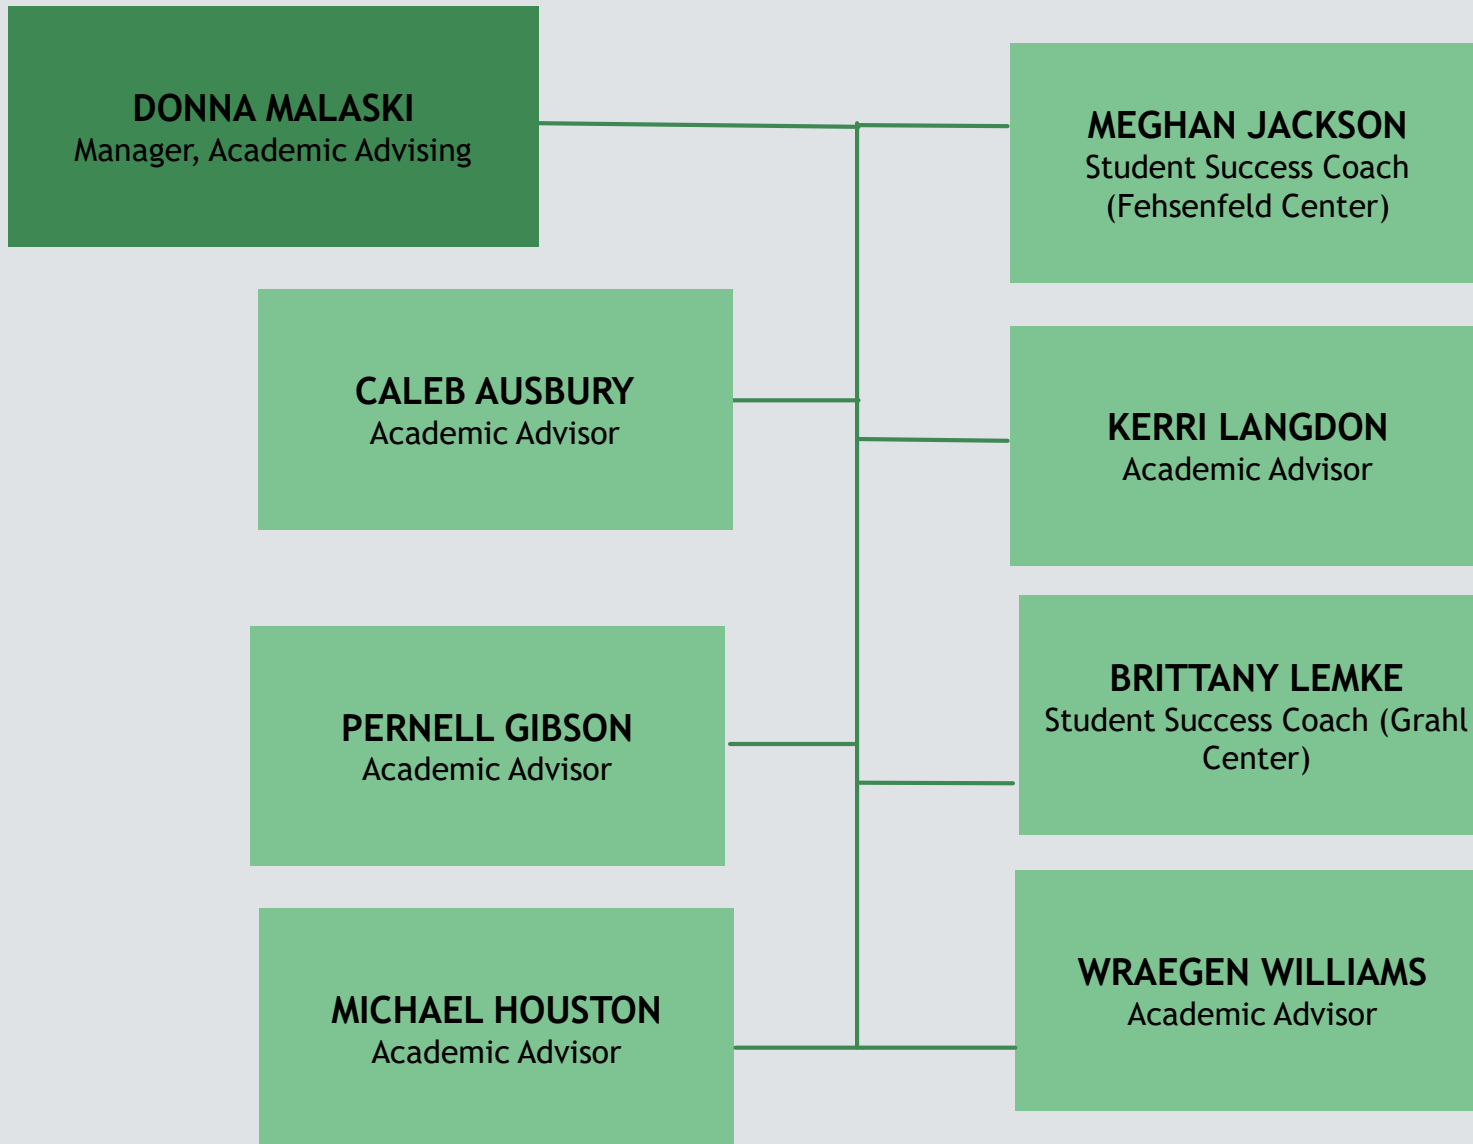 DONNA MALASKI
Manager, Academic Advising
MEGHAN JACKSON
Student Success Coach
(Fehsenfeld Center)
CALEB AUSBURY
Academic Advisor
KERRI LANGDON
Academic Advisor
PERNELL GIBSON
Academic Advisor
BRITTANY LEMKE
Student Success Coach (Grahl
Center)
MICHAEL HOUSTON
Academic Advisor
WRAEGEN WILLIAMS
Academic Advisor